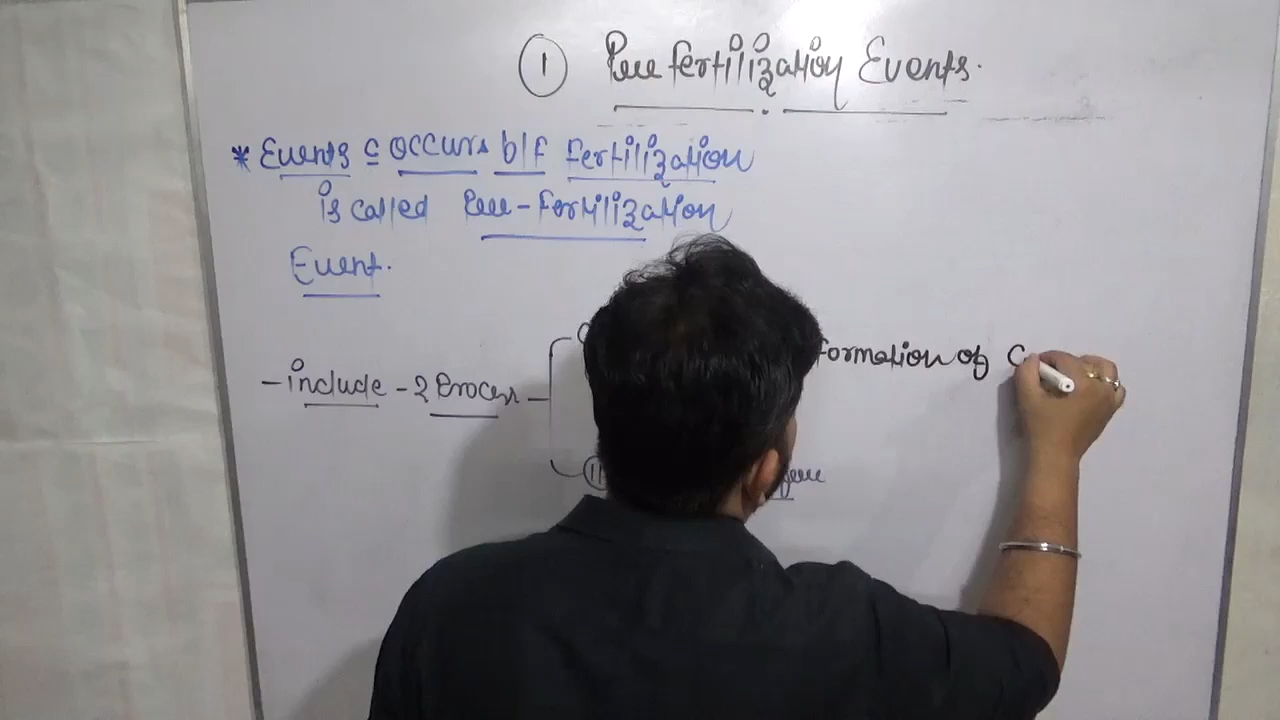 ① Pre fertilization Events.
* Events c̲ occurs b/f fertilization
is called Pre-fertilization
Event.
formation of
- include - 2 Process